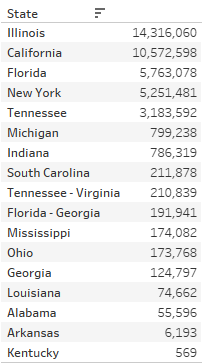 State
Illinois 14,316,060
California 10,572,598
Florida 5,763,078
New York 5,251,481
Tennessee 3,183,592
Michigan 799,238
Indiana 786,319
South Carolina 211,878
Tennessee - Virginia 210,839
Florida - Georgia 191,941
Mississippi 174,082
Ohio 173,768
Georgia 124,797
Louisiana 74,662
Alabama 55,596
Arkansas 6,193
Kentucky 569